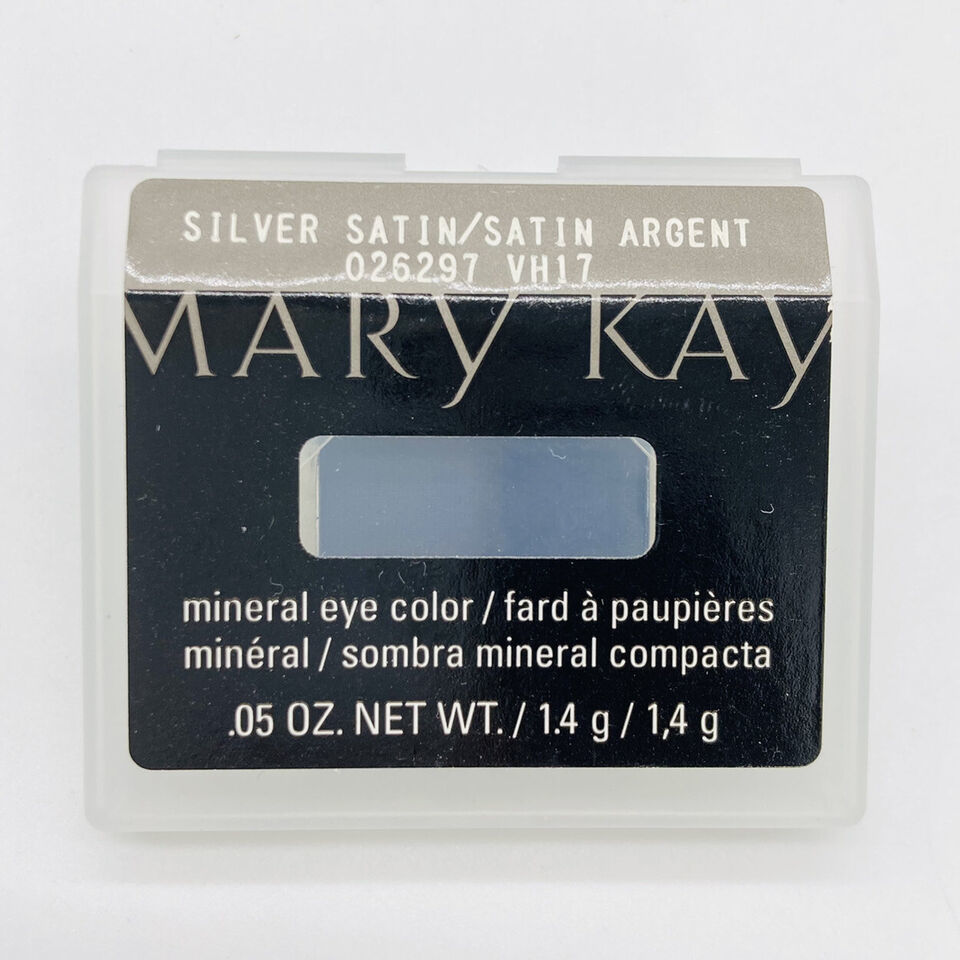 SILVER SATIN/SATIN ARGENT
026297 VH17
MARY KAY
mineral eye color / fard à paupières
minéral / sombra mineral compacta
.05 OZ. NET WT. / 1.4 g / 1,4 g